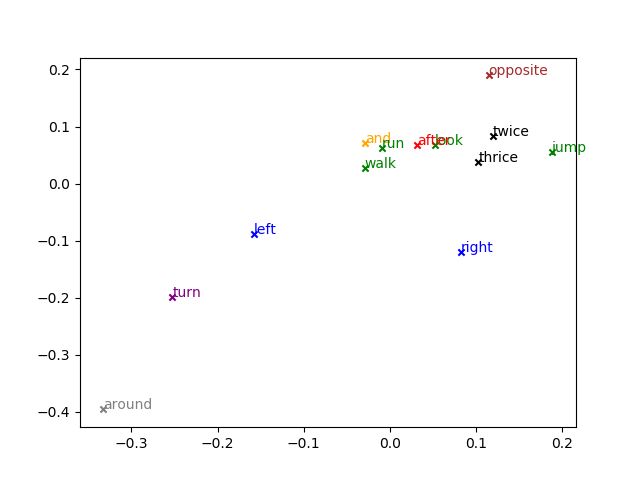 0.2
0.1
0.0
−0.1
−0.2
−0.3
−0.4
opposite
twice
and
run
after
look
jump
thrice
walk
left
right
turn
around
−0.3
−0.2
−0.1
0.0
0.1
0.2